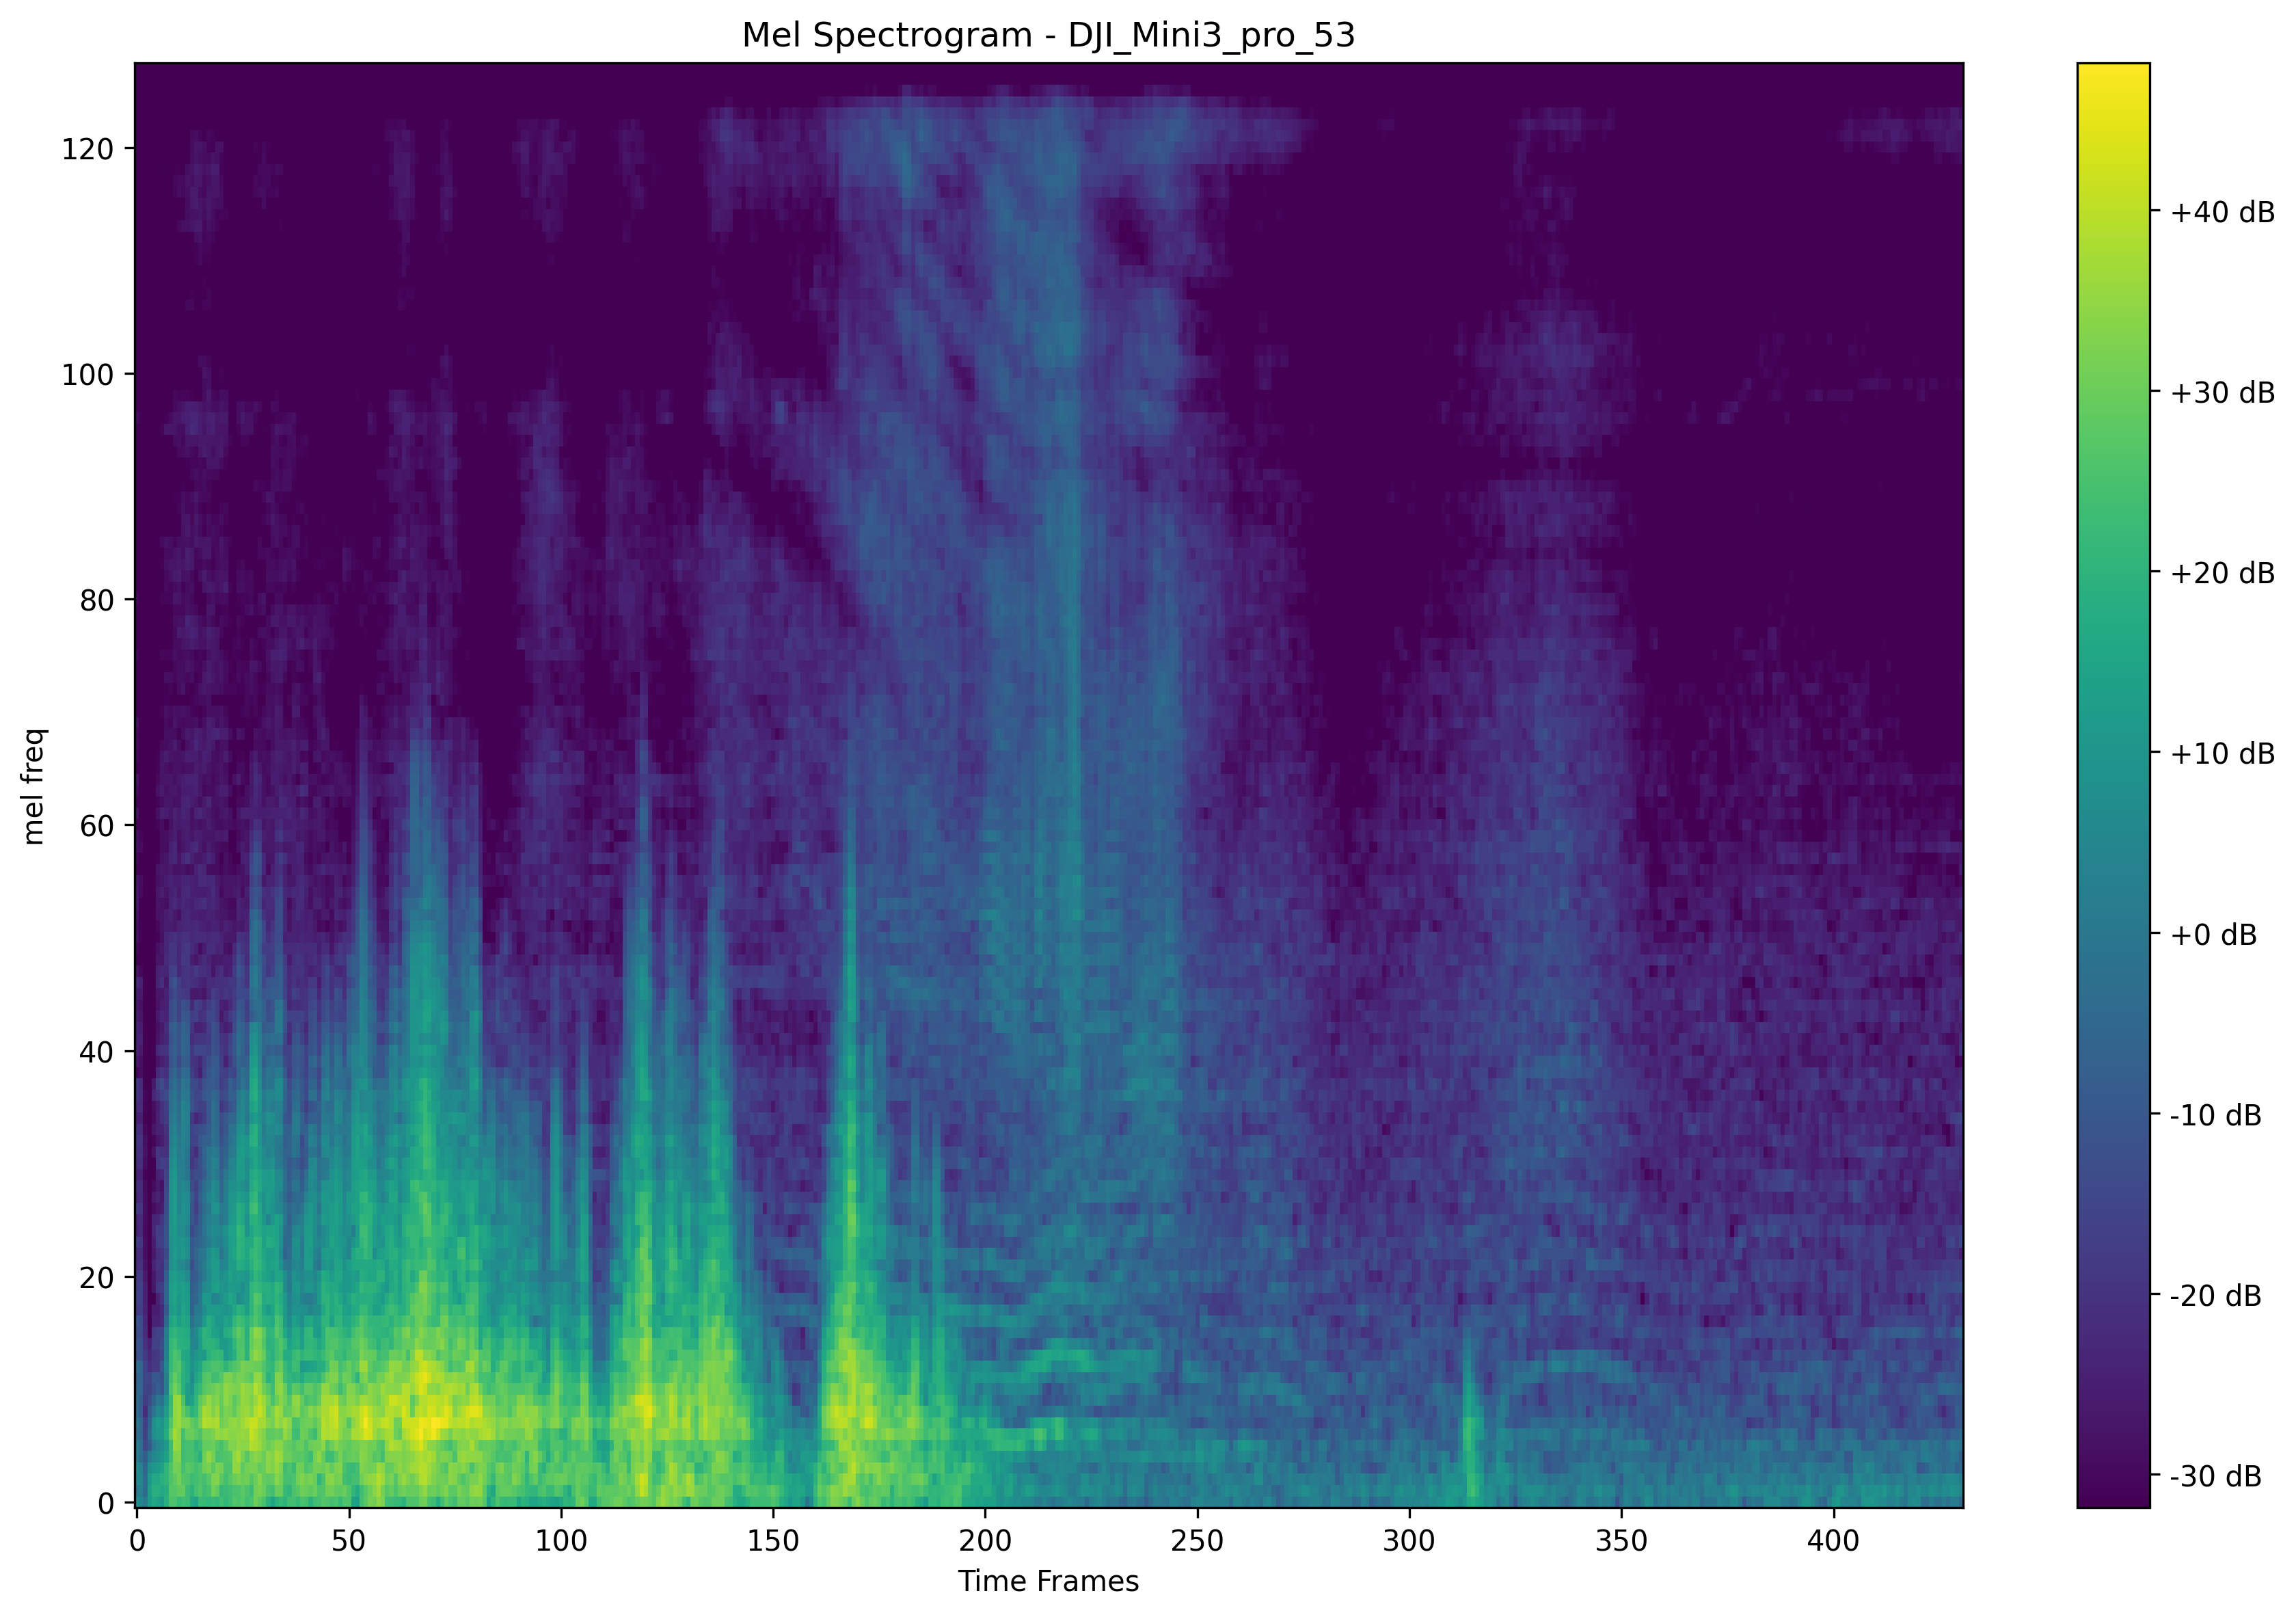 Mel Spectrogram - DJI_Mini3_pro_53
mel freq
120
100
80
60
40
20
0
0 50 100 150 200 250 300 350 400
Time Frames
+40 dB
+30 dB
+20 dB
+10 dB
+0 dB
-10 dB
-20 dB
-30 dB